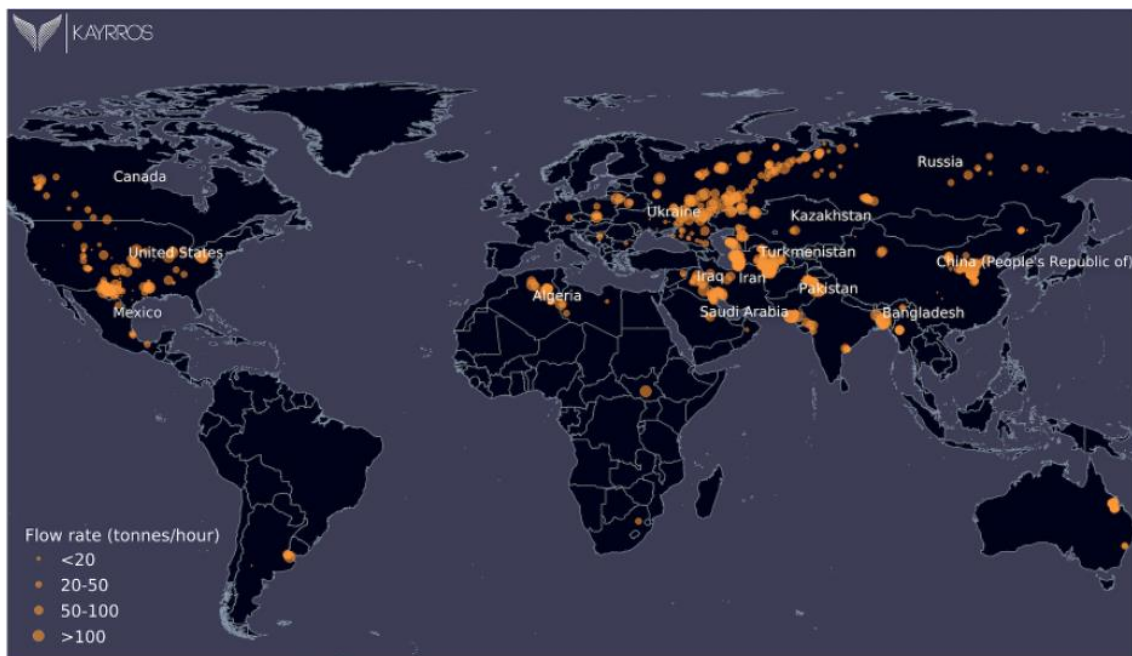 KAYRROS
Russia
Canada
Ukraine
Kazakhstan
United States
Turkmenistan
China (People's Republic of)
Iraq
Iran
Pakistan
Algeria
Mexico
Saudi Arabia
Bangladesh
Flow rate (tonnes/hour)
<20
20-50
50-100
>100